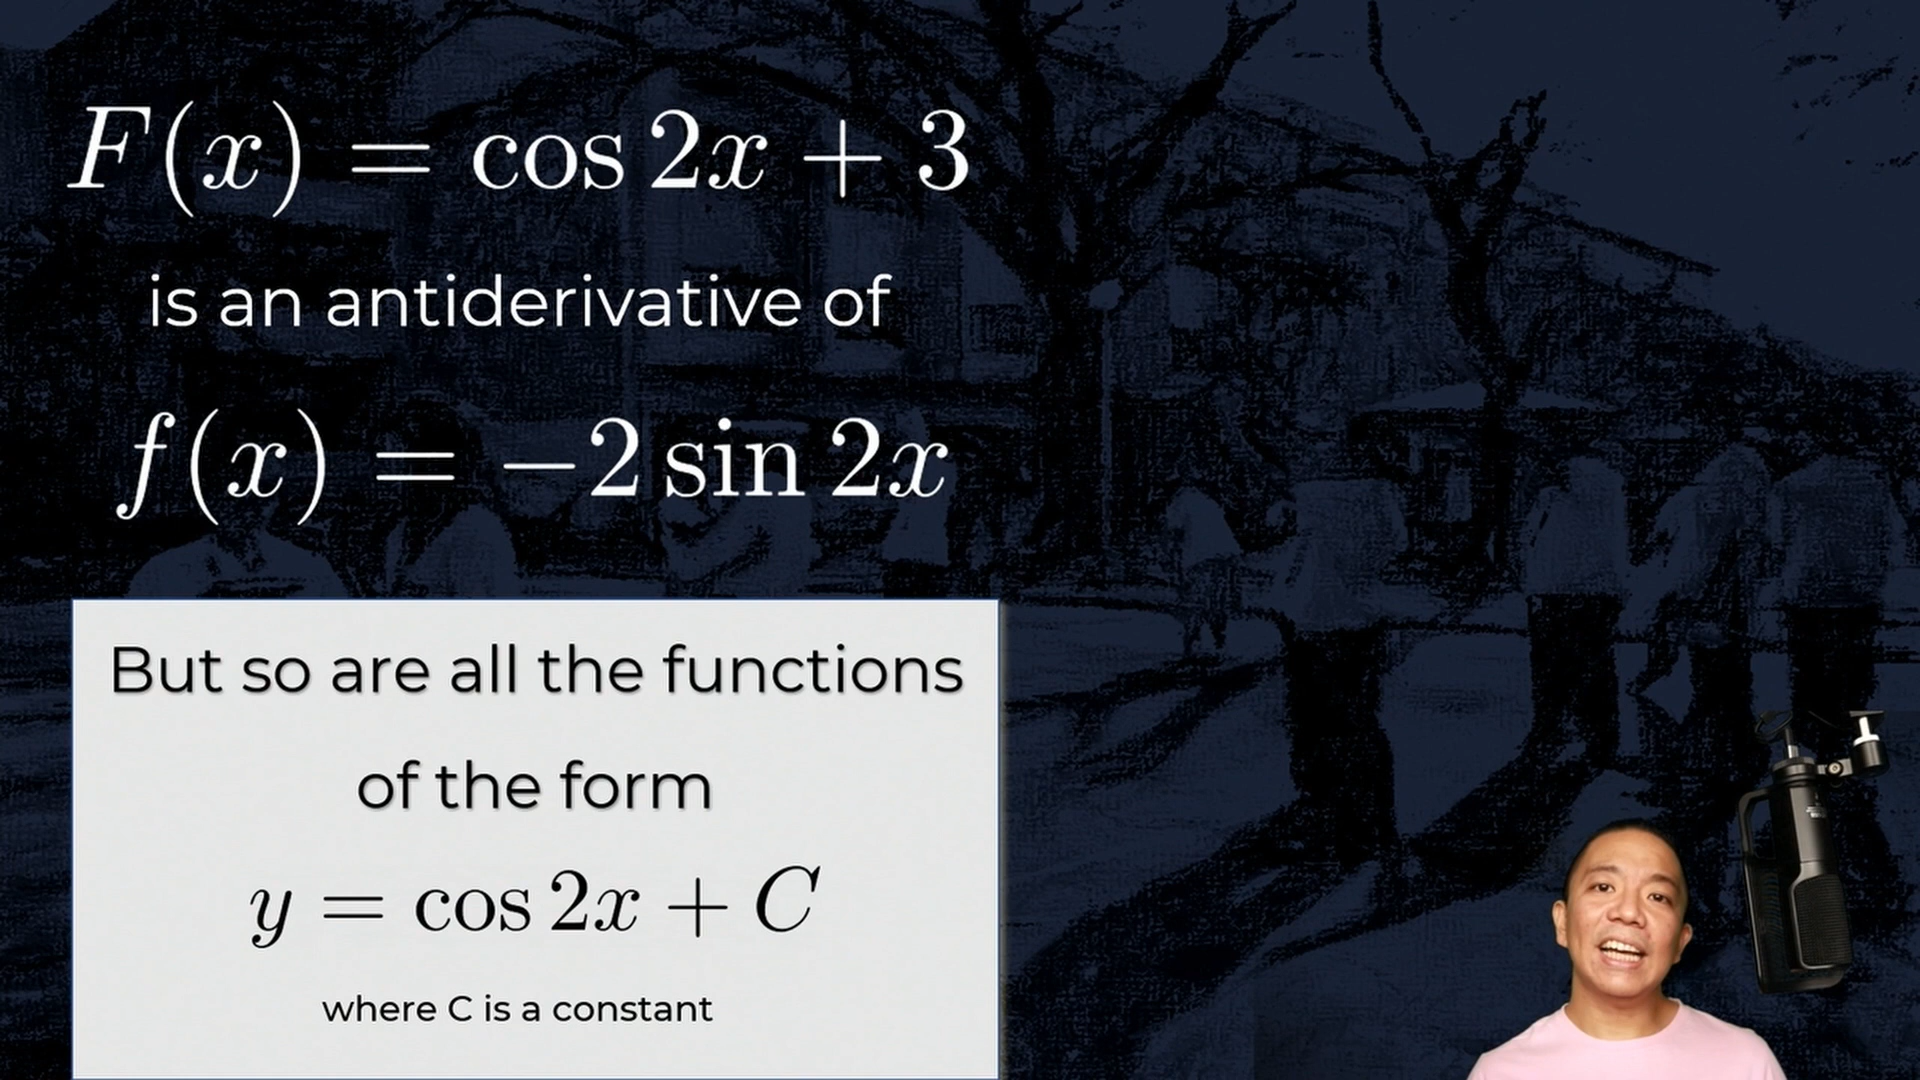 F(x) = cos 2x + 3
is an antiderivative of
f(x) = −2 sin 2x
But so are all the functions
of the form
y = cos 2x + C
where C is a constant